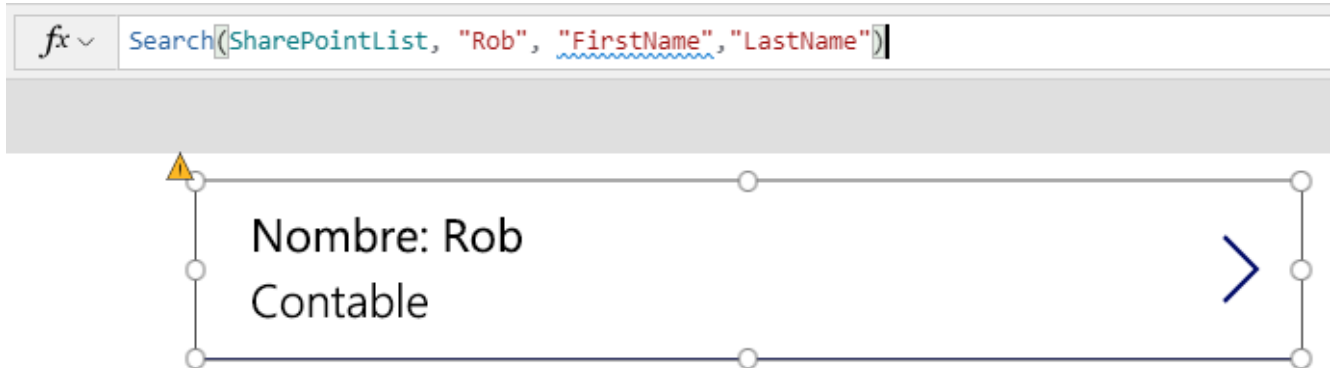 fx Search(SharePointList, "Rob", "FirstName","LastName")
Nombre: Rob
Contable